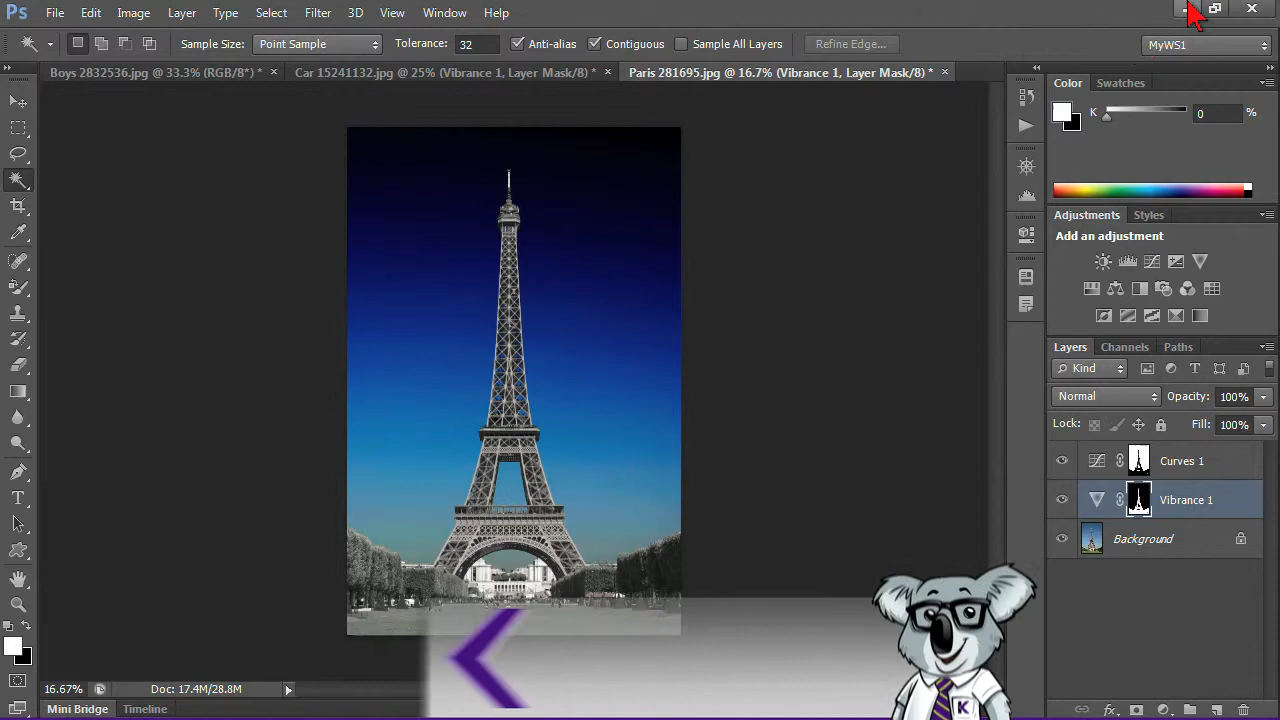 Ps File Edit Image Layer Type Select Filter 3D View Window Help
Sample Size: Point Sample Tolerance: 32 Anti-alias Contiguous Sample All Layers Refine Edge... MyWS1
Boys 2832536.jpg @ 33.3% (RGB/8*) * × Car 15241132.jpg @ 25% (Vibrance 1, Layer Mask/8) * × Paris 281695.jpg @ 16.7% (Vibrance 1, Layer Mask/8) * ×
Color Swatches
K 0 %
Adjustments Styles
Add an adjustment
Layers Channels Paths
Kind T
Normal Opacity: 100%
Lock: Fill: 100%
Curves 1
Vibrance 1
Background
T
16.67% Doc: 17.4M/28.8M
Mini Bridge Timeline
K
fx